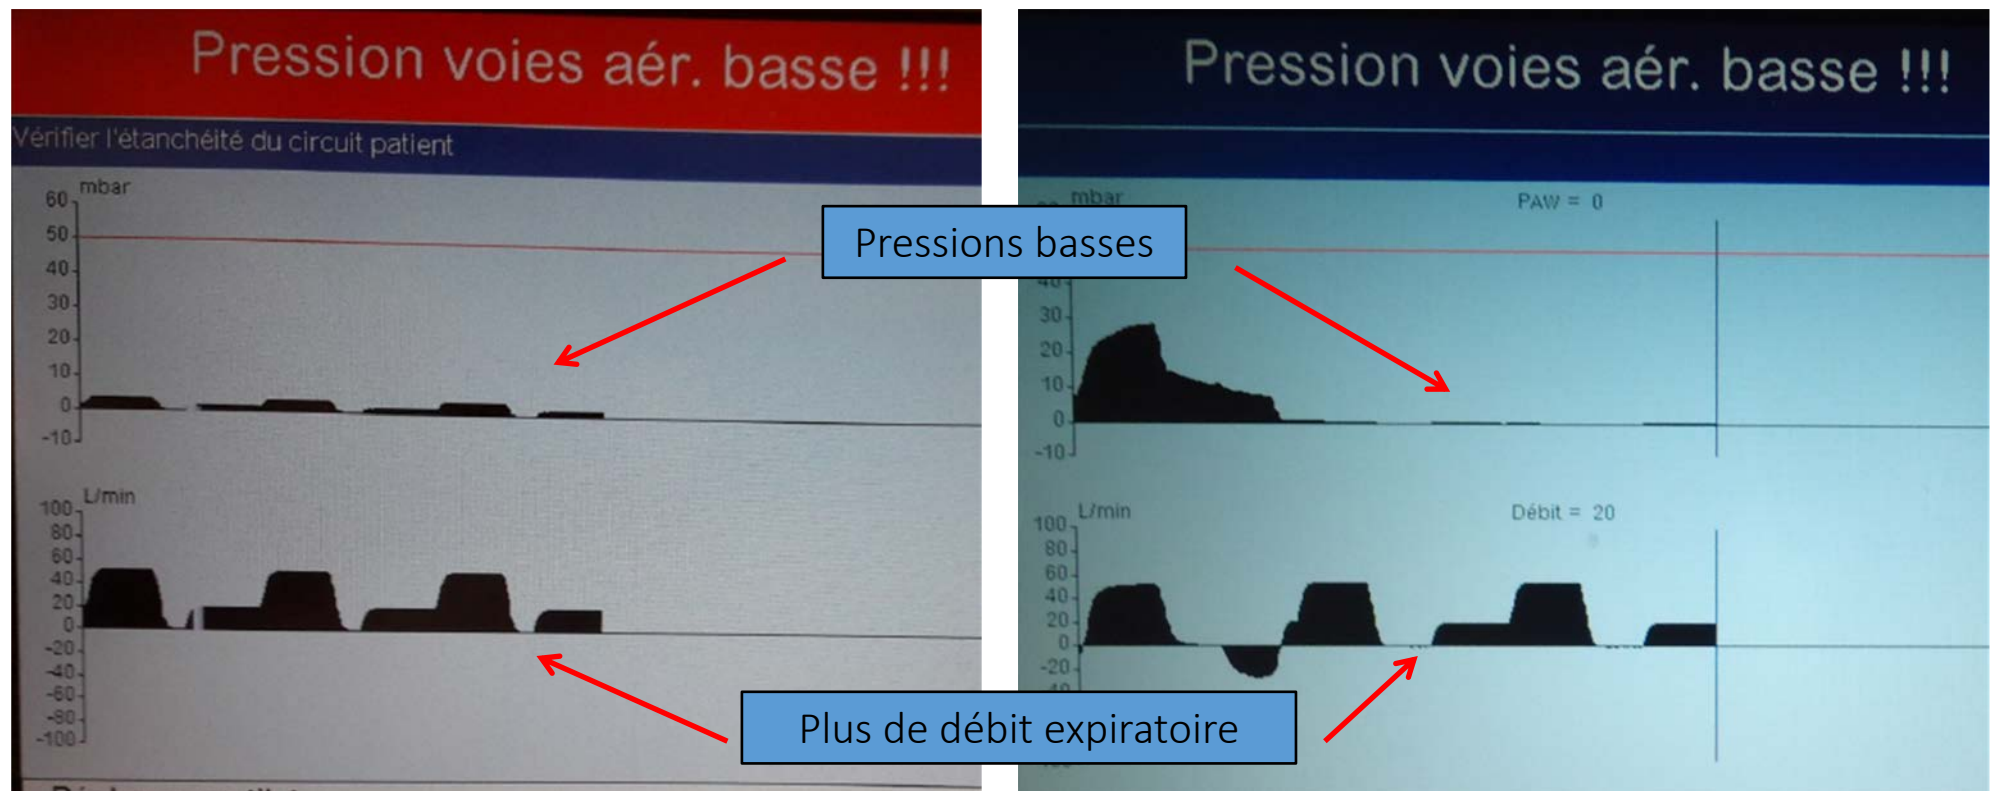 Pression voies aér. basse !!!
Vérifier l'étanchéité du circuit patient
mbar
60
50
40
30
20
10
0
-10
L/min
100
80
60
40
20
0
-20
-40
-60
-80
-100
Pression voies aér. basse !!!
mbar
PAW = 0
40
30
20
10
0
-10
L/min
Débit = 20
100
80
60
40
20
0
-20
Pressions basses
Plus de débit expiratoire